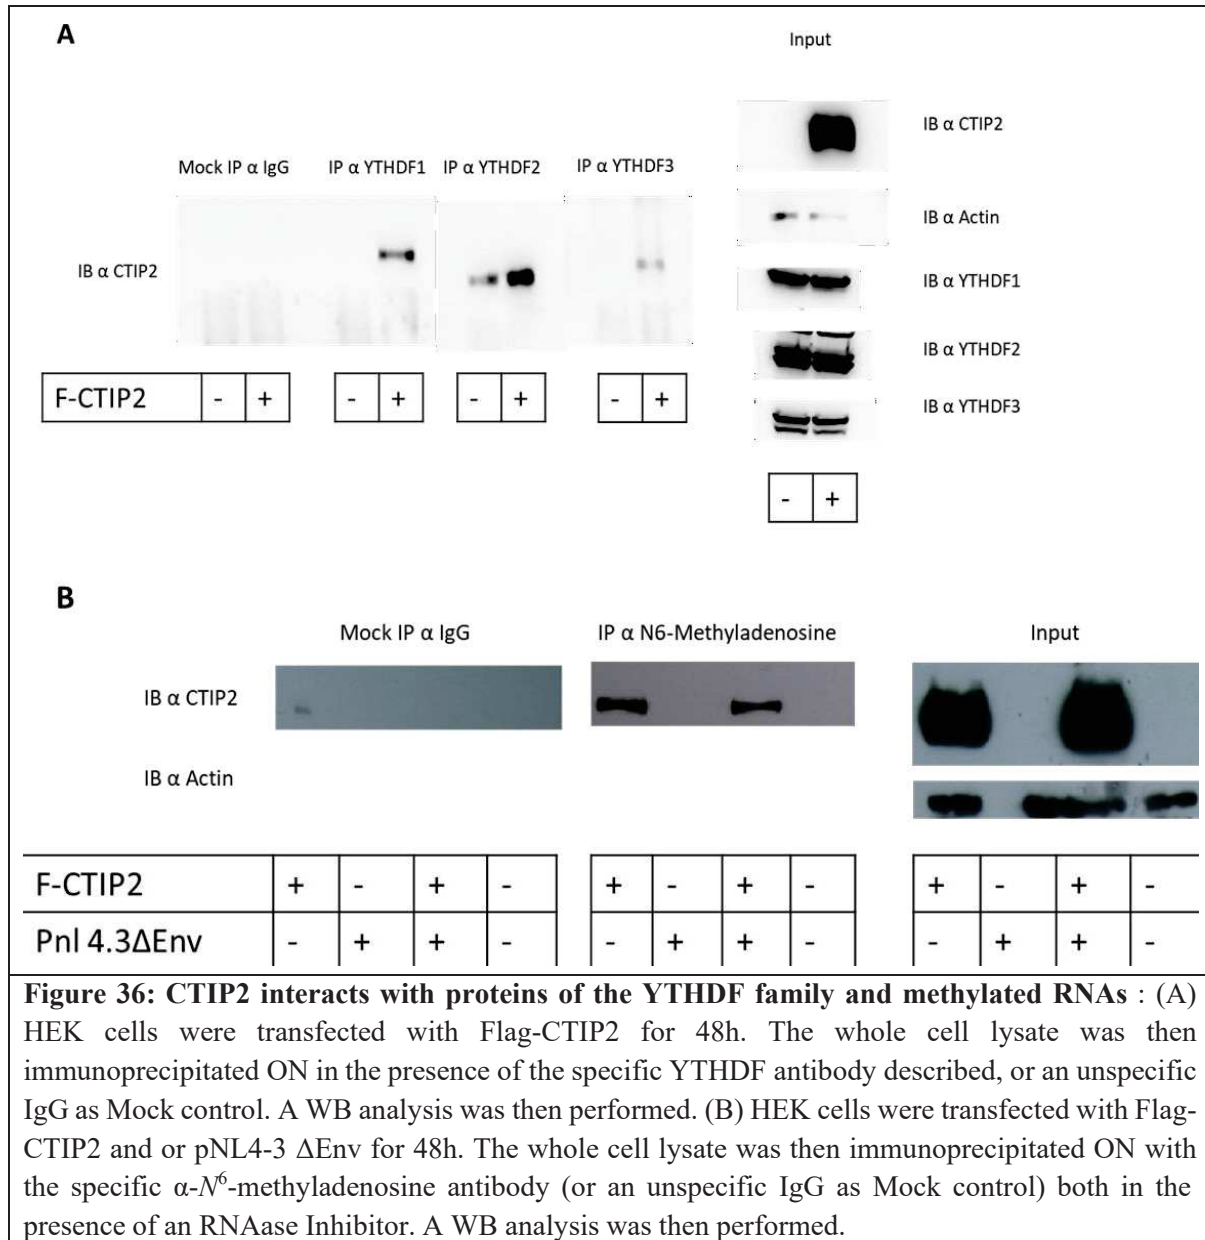 A
Input
IB α CTIP2
Mock IP α IgG IP α YTHDF1 IP α YTHDF2 IP α YTHDF3
IB α Actin
IB α CTIP2
IB α YTHDF1
IB α YTHDF2
F-CTIP2 - + - + - + - +
IB α YTHDF3
- +
B
Mock IP α IgG IP α N6-Methyladenosine Input
IB α CTIP2
IB α Actin
F-CTIP2 + - + - + - + - + - + -
Pnl 4.3ΔEnv - + + - - + + - - + + -
Figure 36: CTIP2 interacts with proteins of the YTHDF family and methylated RNAs : (A)
HEK cells were transfected with Flag-CTIP2 for 48h. The whole cell lysate was then
immunoprecipitated ON in the presence of the specific YTHDF antibody described, or an unspecific
IgG as Mock control. A WB analysis was then performed. (B) HEK cells were transfected with Flag-
CTIP2 and or pNL4-3 ΔEnv for 48h. The whole cell lysate was then immunoprecipitated ON with
the specific α-N⁶-methyladenosine antibody (or an unspecific IgG as Mock control) both in the
presence of an RNAase Inhibitor. A WB analysis was then performed.